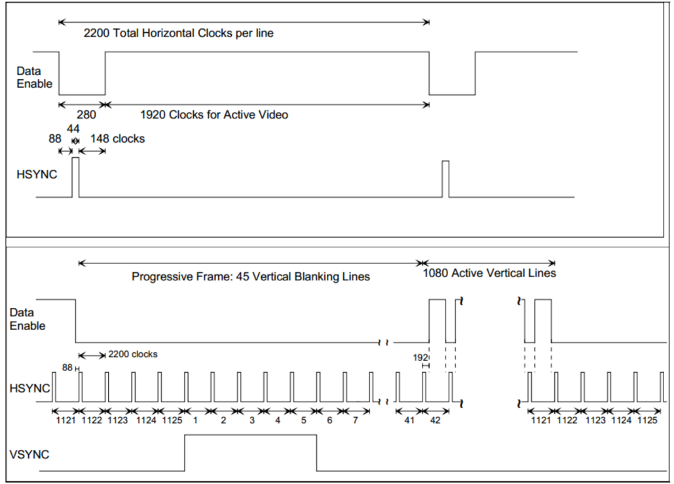 2200 Total Horizontal Clocks per line
Data
Enable
280
1920 Clocks for Active Video
44
88
148 clocks
HSYNC
Progressive Frame: 45 Vertical Blanking Lines
1080 Active Vertical Lines
Data
Enable
2200 clocks
88
192
HSYNC
1121 1122 1123 1124 1125 1 2 3 4 5 6 7 41 42 1121 1122 1123 1124 1125
VSYNC